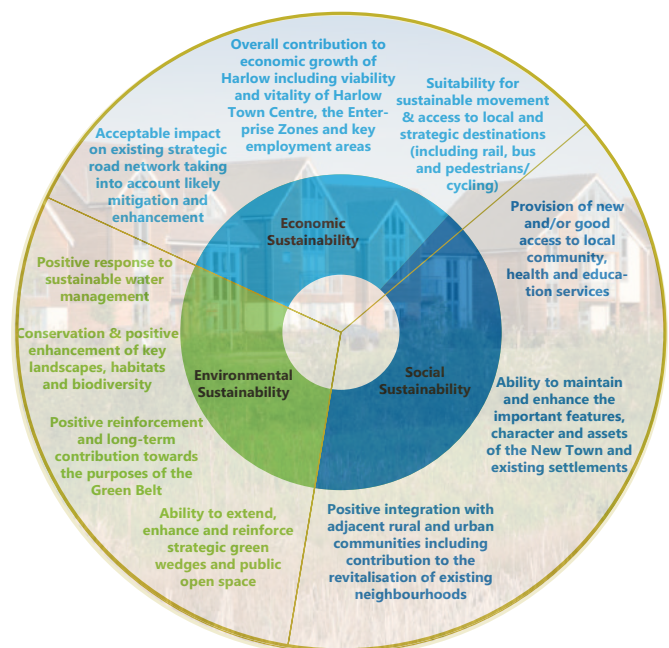 Overall contribution to
economic growth of
Harlow including viability
and vitality of Harlow
Town Centre, the Enter-
prise Zones and key
employment areas
Suitability for
sustainable movement
& access to local and
strategic destinations
(including rail, bus
and pedestrians/
cycling)
Acceptable impact
on existing strategic
road network taking
into account likely
mitigation and
enhancement
Provision of new
and/or good
access to local
community,
health and educa-
tion services
Economic
Sustainability
Positive response to
sustainable water
management
Conservation & positive
enhancement of key
landscapes, habitats
and biodiversity
Environmental
Sustainability
Social
Sustainability
Ability to maintain
and enhance the
important features,
character and assets
of the New Town and
existing settlements
Positive reinforcement
and long-term
contribution towards
the purposes of the
Green Belt
Ability to extend,
enhance and reinforce
strategic green
wedges and public
open space
Positive integration with
adjacent rural and urban
communities including
contribution to the
revitalisation of existing
neighbourhoods